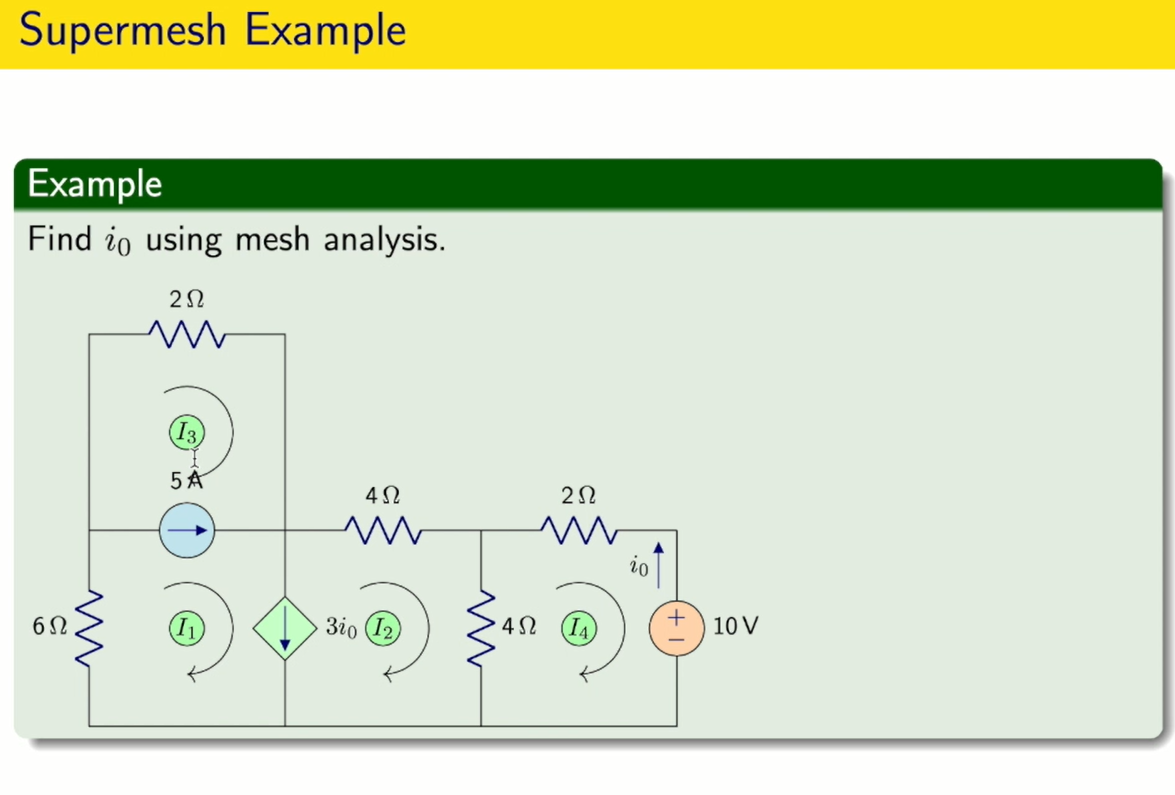 Supermesh Example
Example
Find i₀ using mesh analysis.
2 Ω
I₃
5 A
4 Ω
2 Ω
i₀
6 Ω
I₁
3i₀
I₂
4 Ω
I₄
+
−
10 V